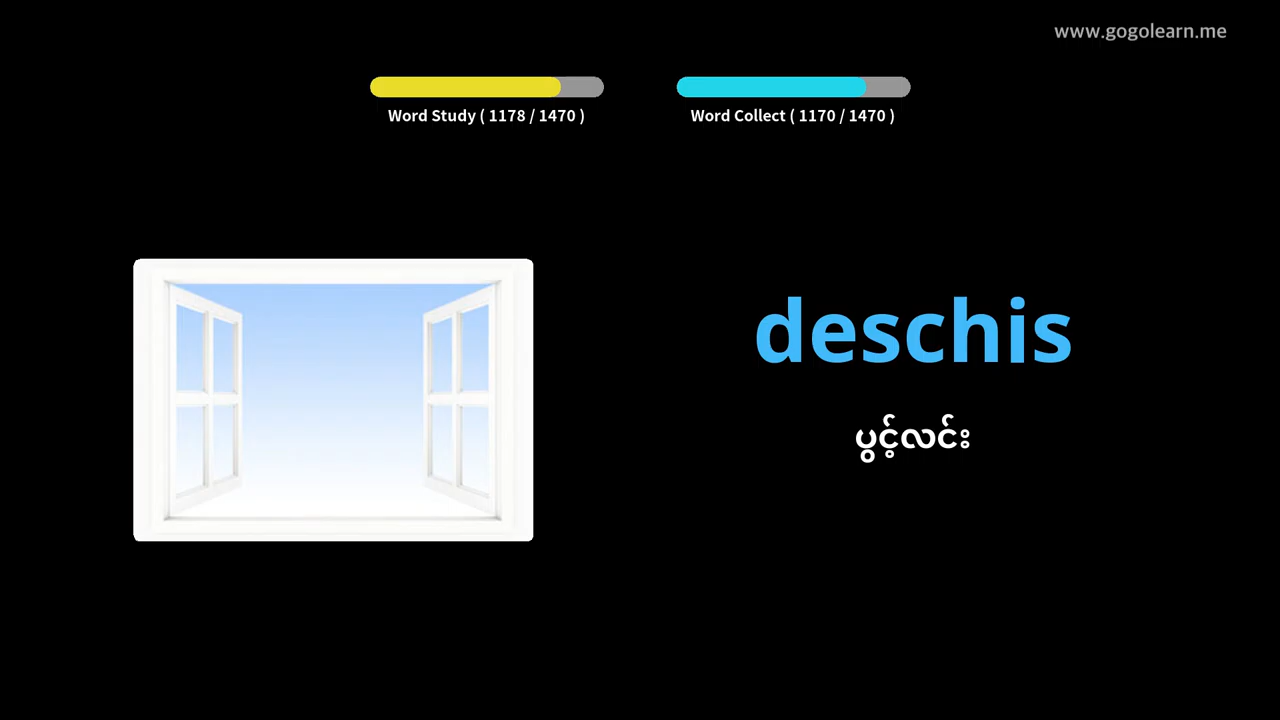 www.gogolearn.me
Word Study ( 1178 / 1470 )
Word Collect ( 1170 / 1470 )
deschis
ပွင့်လင်း